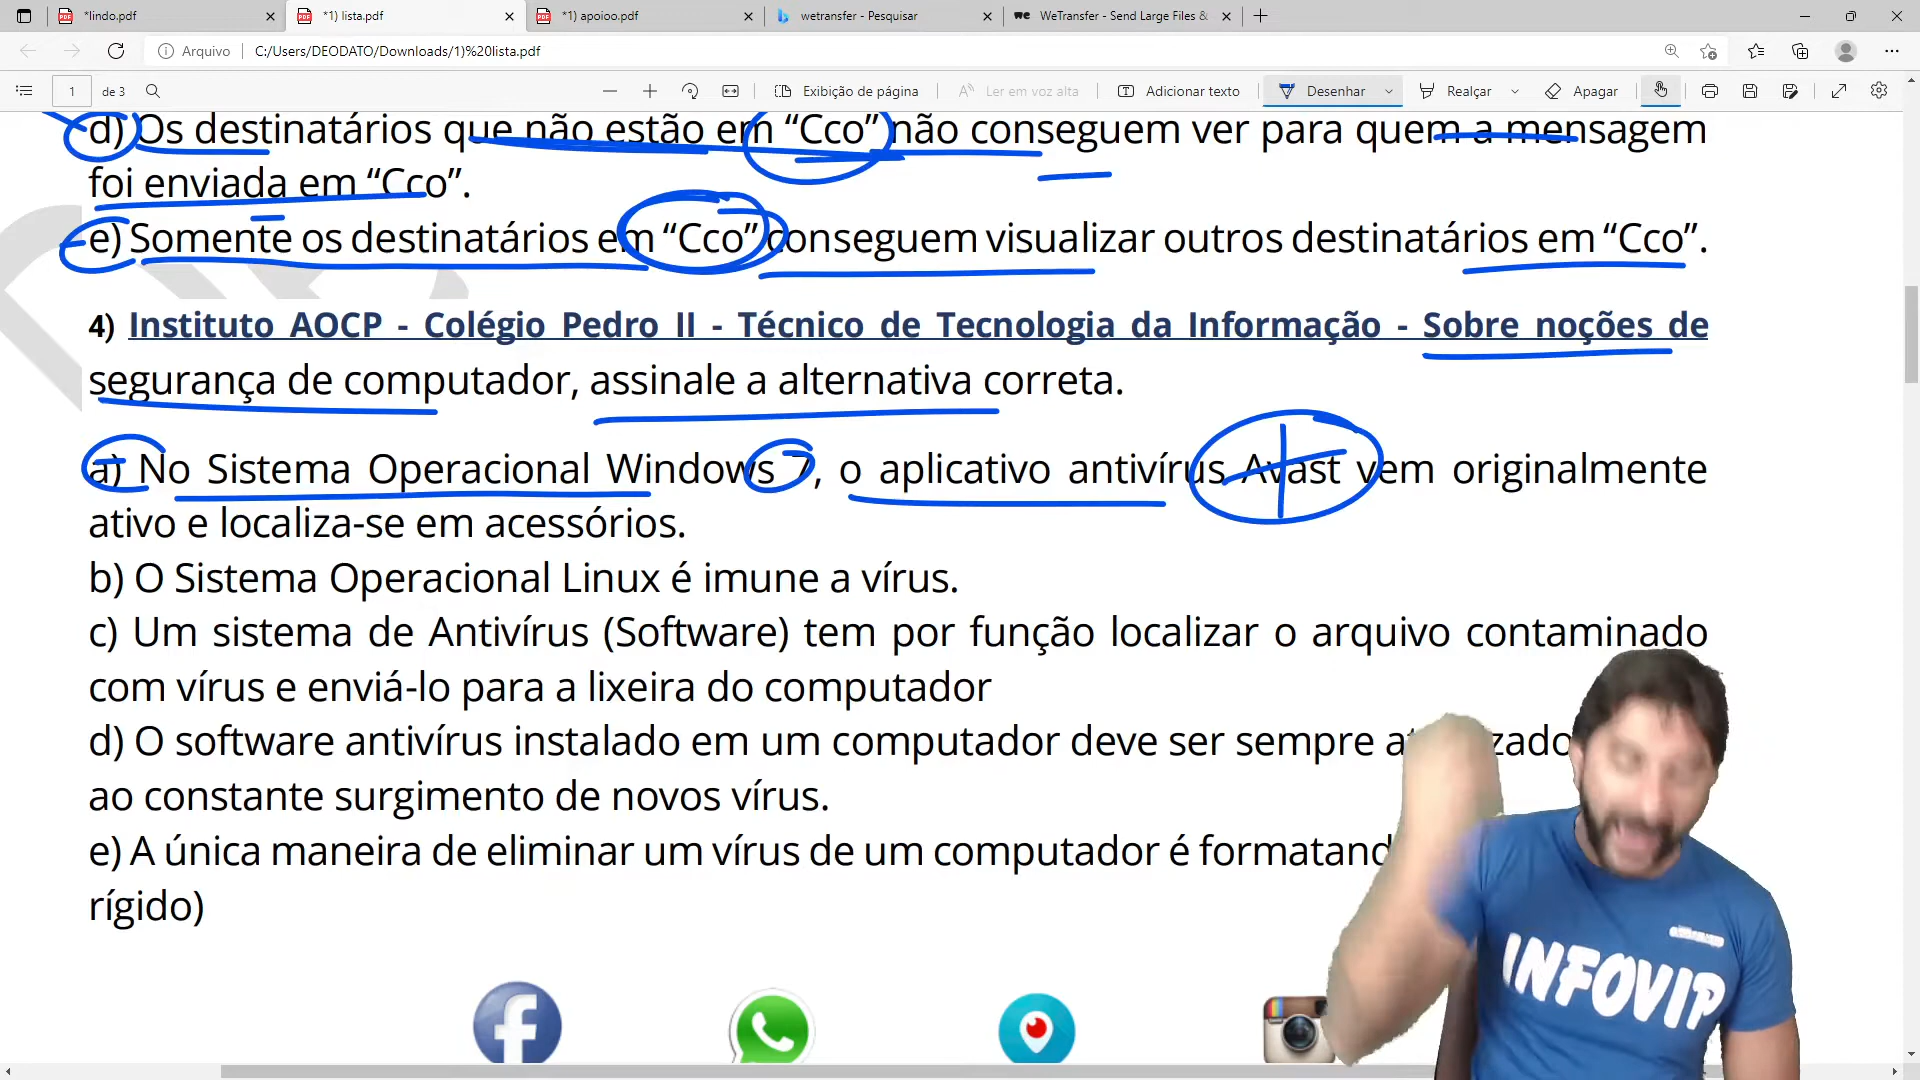 *lindo.pdf
*1) lista.pdf
*1) apoioo.pdf
wetransfer - Pesquisar
WeTransfer - Send Large Files &
Arquivo
C:/Users/DEODATO/Downloads/1)%20lista.pdf
1 de 3
Exibição de página
Ler em voz alta
Adicionar texto
Desenhar
Realçar
Apagar
d) Os destinatários que não estão em “Cco” não conseguem ver para quem a mensagem
foi enviada em “Cco”.
e) Somente os destinatários em “Cco” conseguem visualizar outros destinatários em “Cco”.
4) Instituto AOCP - Colégio Pedro II - Técnico de Tecnologia da Informação - Sobre noções de
segurança de computador, assinale a alternativa correta.
a) No Sistema Operacional Windows 7, o aplicativo antivírus Avast vem originalmente
ativo e localiza-se em acessórios.
b) O Sistema Operacional Linux é imune a vírus.
c) Um sistema de Antivírus (Software) tem por função localizar o arquivo contaminado
com vírus e enviá-lo para a lixeira do computador
d) O software antivírus instalado em um computador deve ser sempre
ao constante surgimento de novos vírus.
e) A única maneira de eliminar um vírus de um computador é
rígido)
INFOVIP